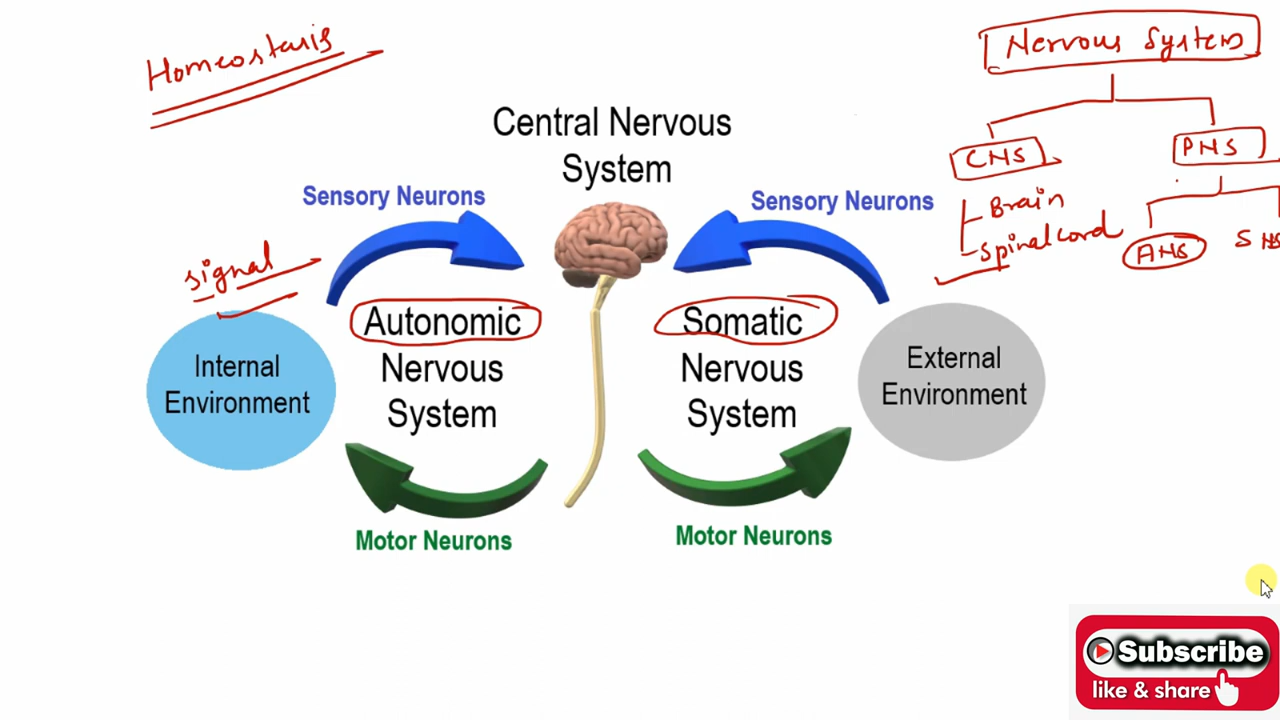 Homeostasis
Nervous System
Central Nervous
System
CNS
PNS
Brain
Spinalcord
ANS
SNS
Sensory Neurons
Sensory Neurons
signal
Autonomic
Nervous
System
Somatic
Nervous
System
Internal
Environment
External
Environment
Motor Neurons
Motor Neurons
Subscribe
like & share